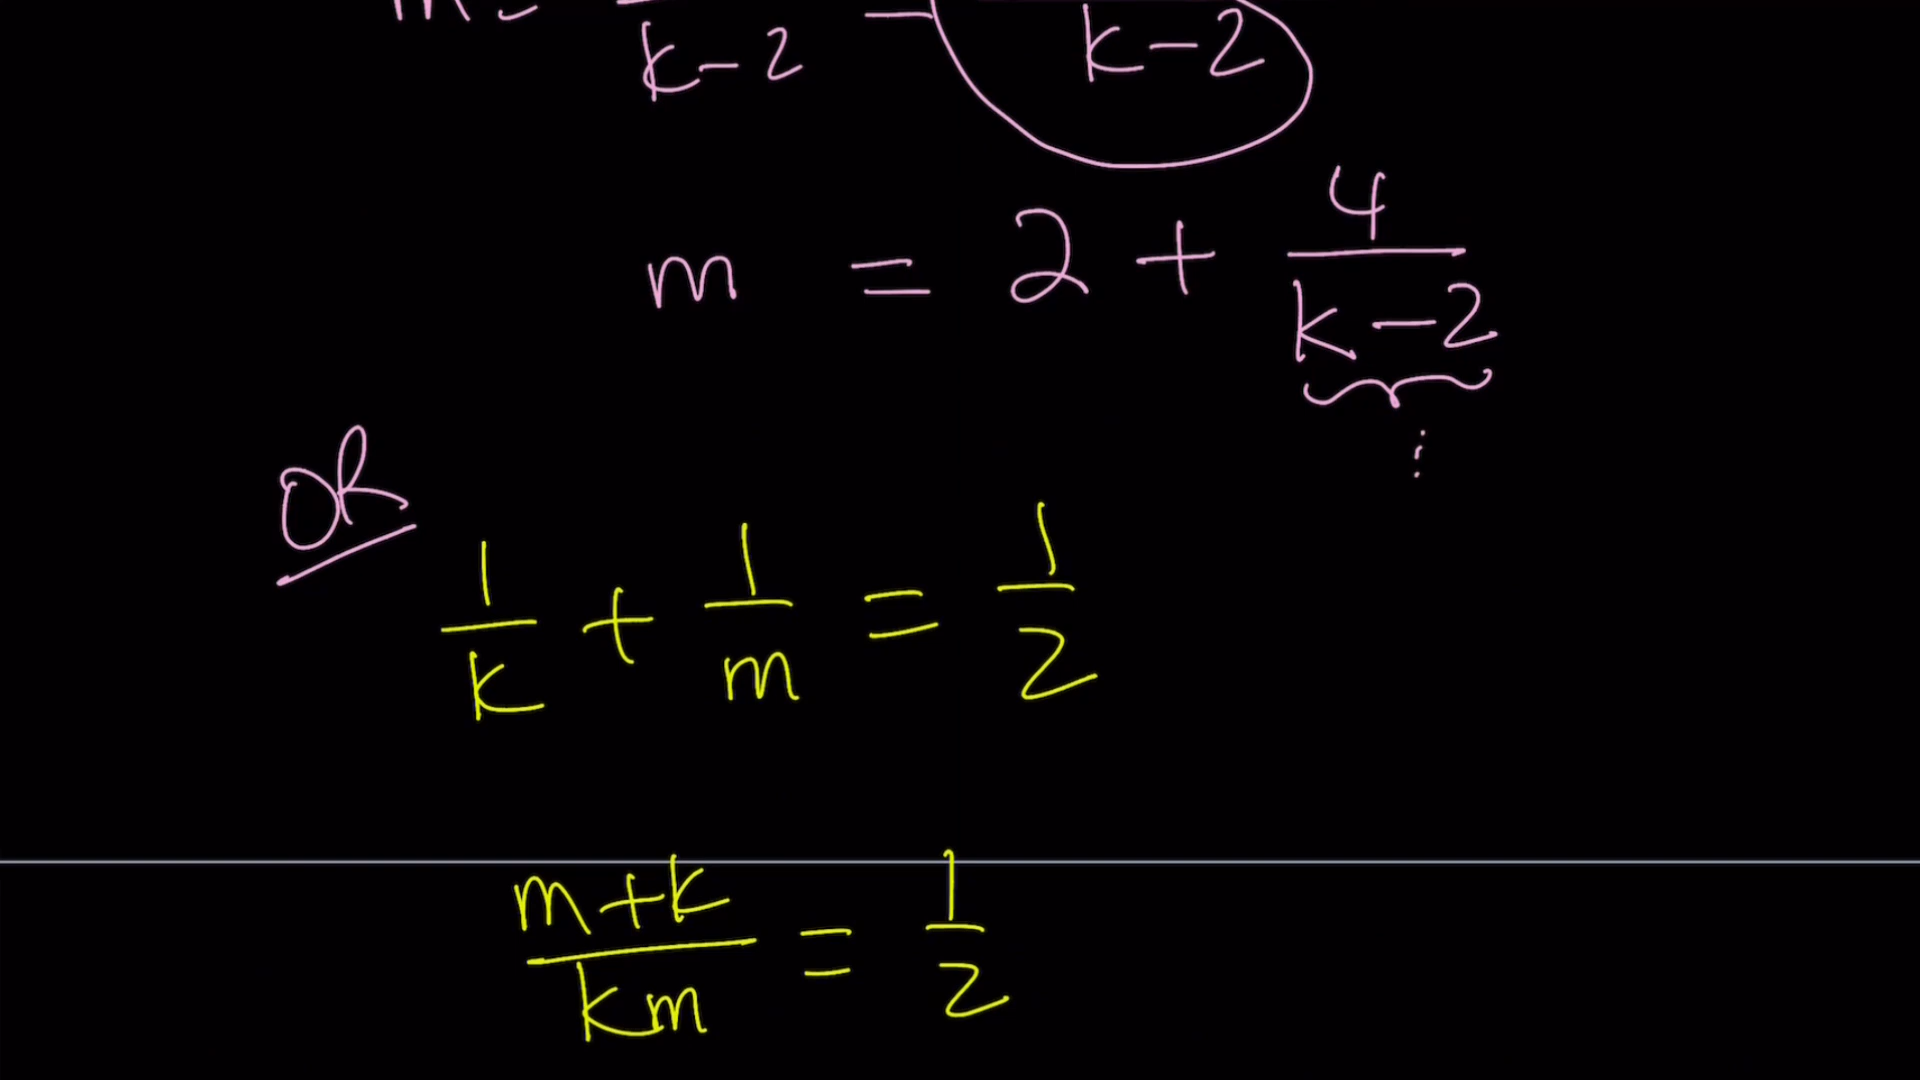 m = /k-2 = k-2
m = 2 + 4/k-2
OR
1/k + 1/m = 1/2
m+k/km = 1/2